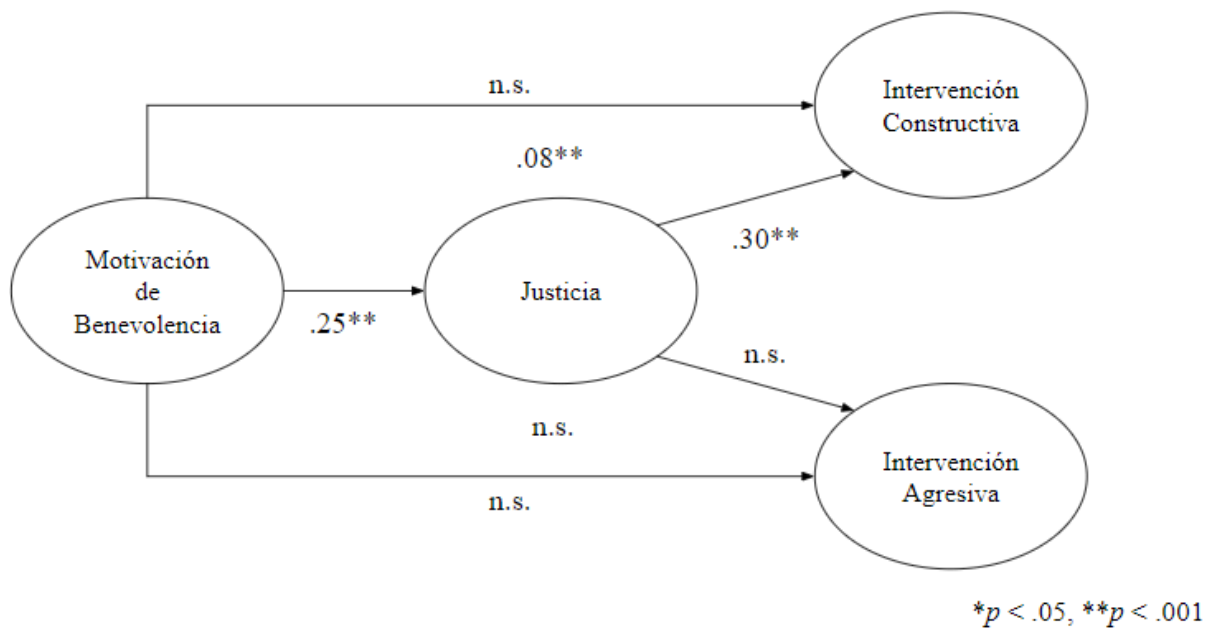 n.s.
Intervención
Constructiva
.08**
.30**
Motivación
de
Benevolencia
.25**
Justicia
n.s.
n.s.
Intervención
Agresiva
n.s.
*p < .05, **p < .001